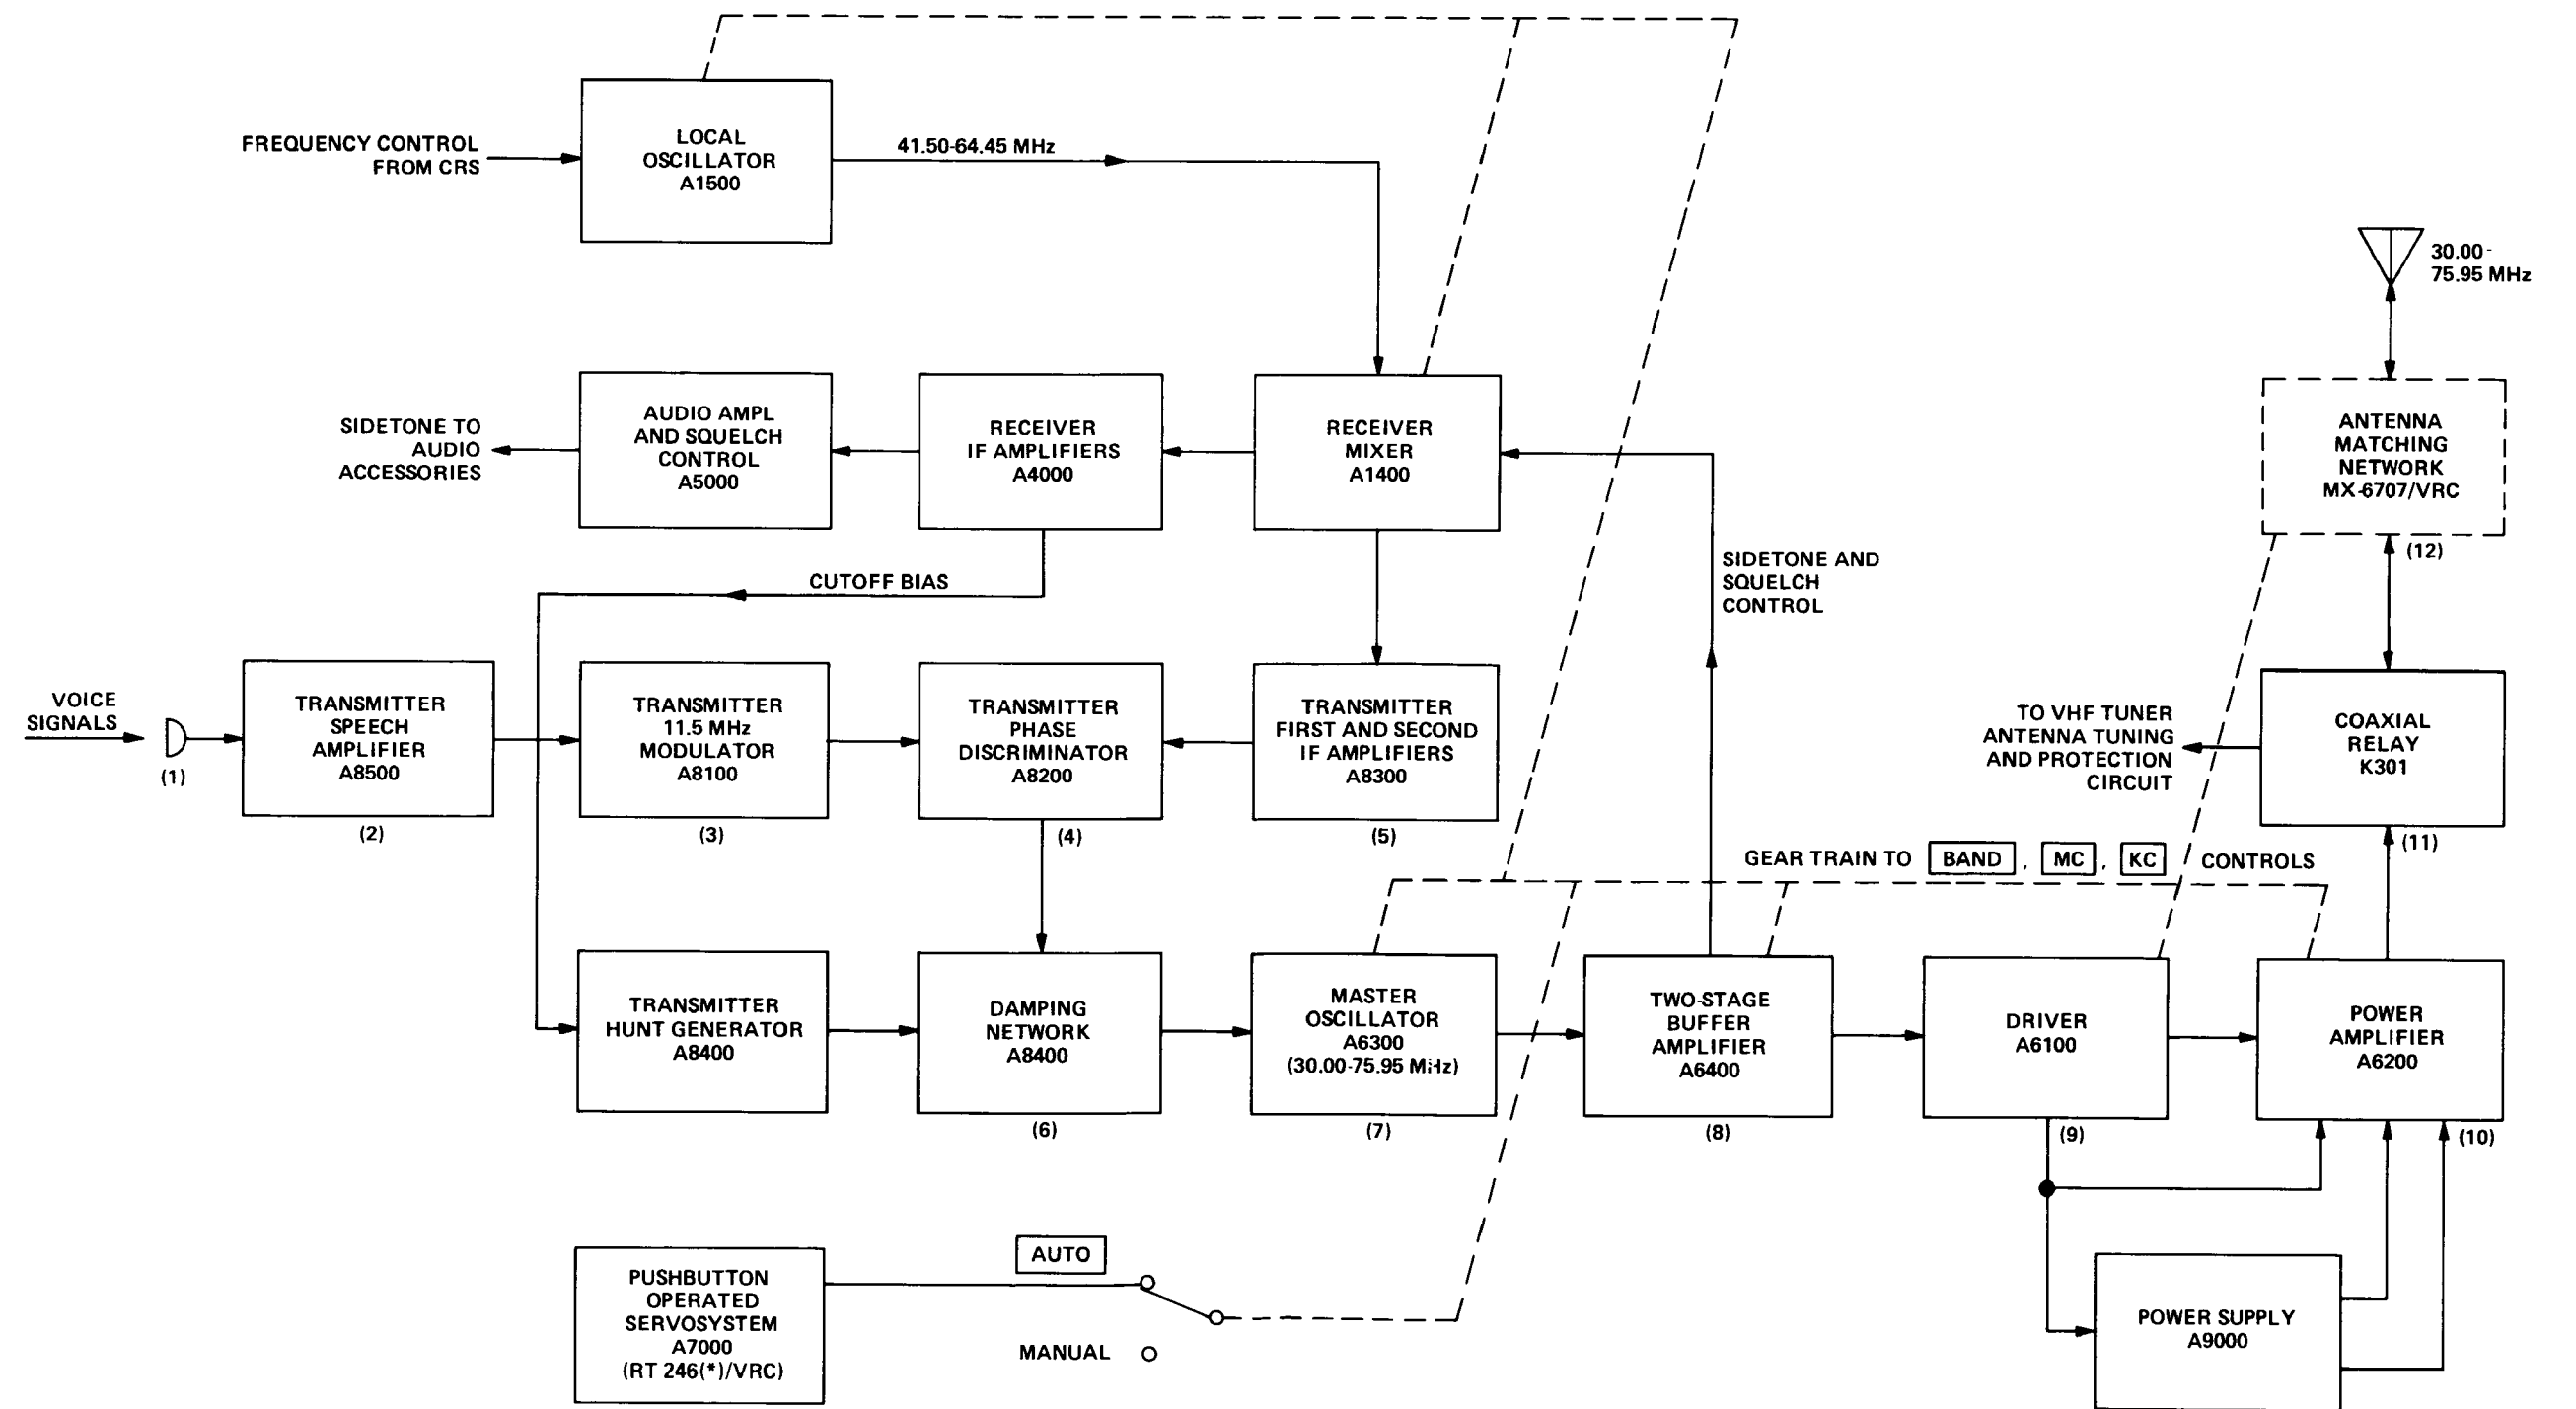 FREQUENCY CONTROL
FROM CRS
LOCAL
OSCILLATOR
A1500
41.50-64.45 MHz
30.00-
75.95 MHz
SIDETONE TO
AUDIO
ACCESSORIES
AUDIO AMPL
AND SQUELCH
CONTROL
A5000
RECEIVER
IF AMPLIFIERS
A4000
RECEIVER
MIXER
A1400
ANTENNA
MATCHING
NETWORK
MX-6707/VRC
(12)
CUTOFF BIAS
SIDETONE AND
SQUELCH
CONTROL
VOICE
SIGNALS
(1)
TRANSMITTER
SPEECH
AMPLIFIER
A8500
(2)
TRANSMITTER
11.5 MHz
MODULATOR
A8100
(3)
TRANSMITTER
PHASE
DISCRIMINATOR
A8200
(4)
TRANSMITTER
FIRST AND SECOND
IF AMPLIFIERS
A8300
(5)
TO VHF TUNER
ANTENNA TUNING
AND PROTECTION
CIRCUIT
COAXIAL
RELAY
K301
(11)
GEAR TRAIN TO BAND, MC, KC CONTROLS
TRANSMITTER
HUNT GENERATOR
A8400
DAMPING
NETWORK
A8400
(6)
MASTER
OSCILLATOR
A6300
(30.00-75.95 MHz)
(7)
TWO-STAGE
BUFFER
AMPLIFIER
A6400
(8)
DRIVER
A6100
(9)
POWER
AMPLIFIER
A6200
(10)
PUSHBUTTON
OPERATED
SERVOSYSTEM
A7000
(RT 246(*)/VRC)
AUTO
MANUAL
POWER SUPPLY
A9000